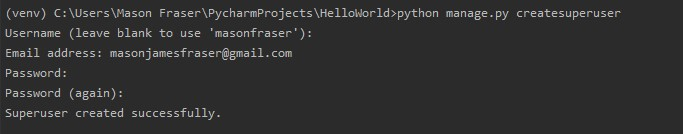 (venv) C:\Users\Mason Fraser\PycharmProjects\HelloWorld>python manage.py createsuperuser
Username (leave blank to use 'masonfraser'):
Email address: masonjamesfraser@gmail.com
Password:
Password (again):
Superuser created successfully.